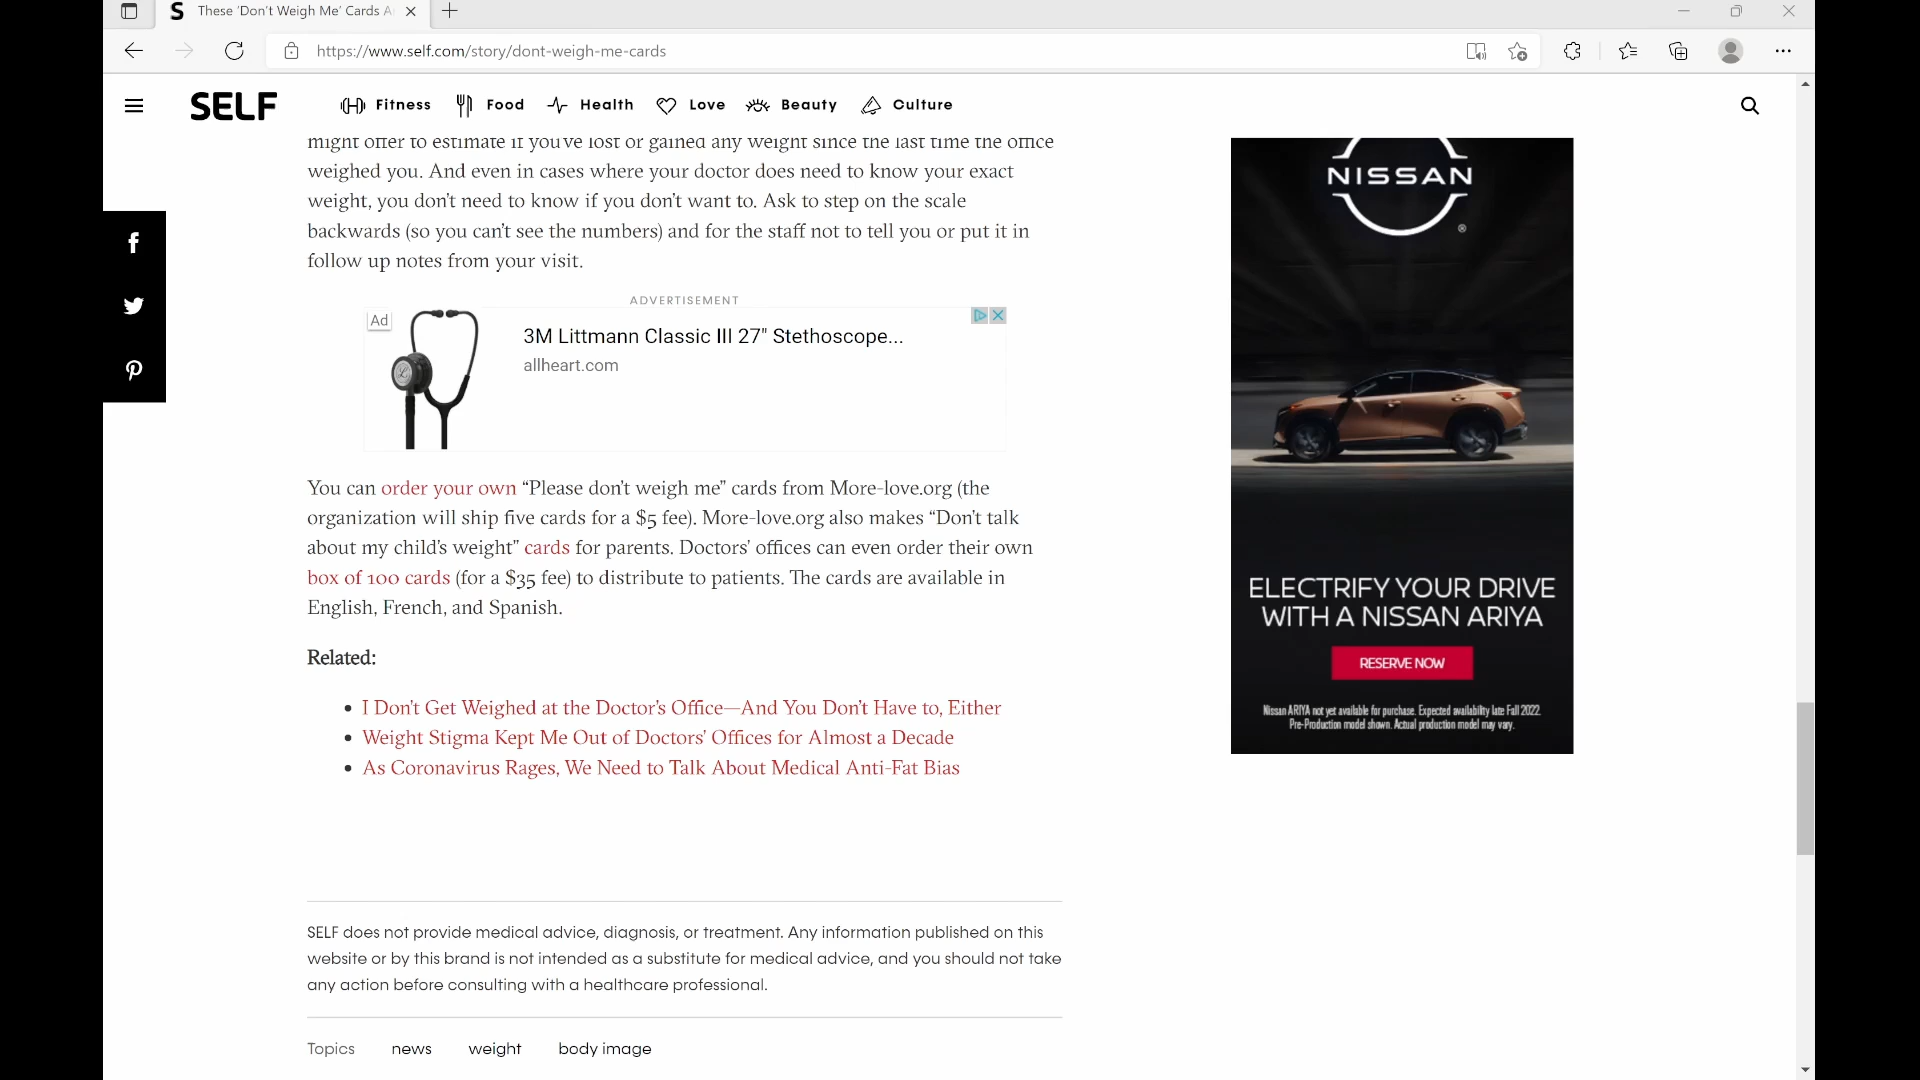 These 'Don't Weigh Me' Cards A
https://www.self.com/story/dont-weigh-me-cards
SELF
Fitness
Food
Health
Love
Beauty
Culture
might offer to estimate if you've lost or gained any weight since the last time the office
weighed you. And even in cases where your doctor does need to know your exact
weight, you don't need to know if you don't want to. Ask to step on the scale
backwards (so you can't see the numbers) and for the staff not to tell you or put it in
follow up notes from your visit.
ADVERTISEMENT
Ad
3M Littmann Classic III 27" Stethoscope...
allheart.com
You can order your own “Please don't weigh me” cards from More-love.org (the
organization will ship five cards for a $5 fee). More-love.org also makes “Don't talk
about my child's weight” cards for parents. Doctors' offices can even order their own
box of 100 cards (for a $35 fee) to distribute to patients. The cards are available in
English, French, and Spanish.
Related:
I Don't Get Weighed at the Doctor's Office—And You Don't Have to, Either
Weight Stigma Kept Me Out of Doctors' Offices for Almost a Decade
As Coronavirus Rages, We Need to Talk About Medical Anti-Fat Bias
SELF does not provide medical advice, diagnosis, or treatment. Any information published on this
website or by this brand is not intended as a substitute for medical advice, and you should not take
any action before consulting with a healthcare professional.
Topics
news
weight
body image
NISSAN
ELECTRIFY YOUR DRIVE
WITH A NISSAN ARIYA
RESERVE NOW
Nissan ARIYA not yet available for purchase. Expected availability late Fall 2022.
Pre-Production model shown. Actual production model may vary.